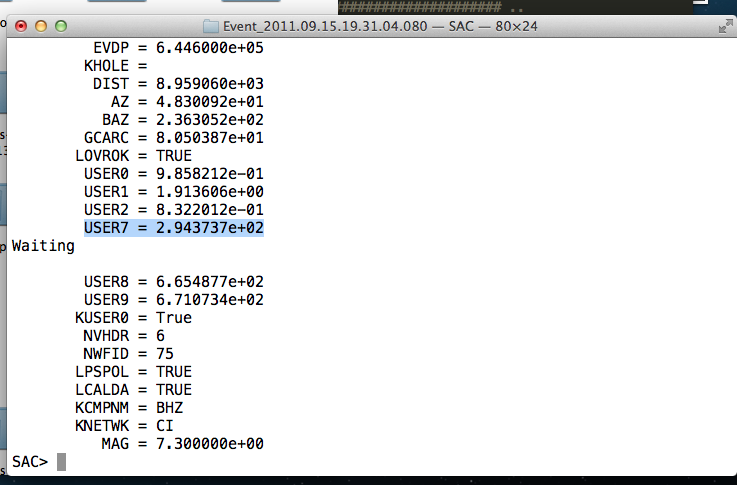 ################## ..
Event_2011.09.15.19.31.04.080 — SAC — 80×24
EVDP = 6.446000e+05
KHOLE =
DIST = 8.959060e+03
AZ = 4.830092e+01
BAZ = 2.363052e+02
GCARC = 8.050387e+01
LOVROK = TRUE
USER0 = 9.858212e-01
USER1 = 1.913606e+00
USER2 = 8.322012e-01
USER7 = 2.943737e+02
Waiting
USER8 = 6.654877e+02
USER9 = 6.710734e+02
KUSER0 = True
NVHDR = 6
NWFID = 75
LPSPOL = TRUE
LCALDA = TRUE
KCMPNM = BHZ
KNETWK = CI
MAG = 7.300000e+00
SAC>